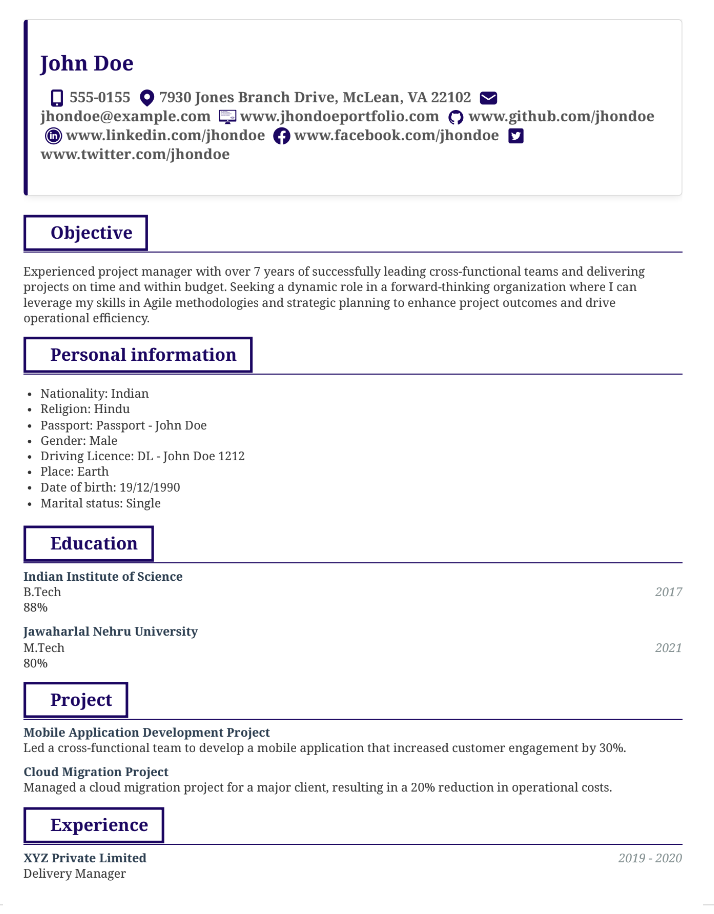 John Doe
555-0155 7930 Jones Branch Drive, McLean, VA 22102
jhondoe@example.com www.jhondoeportfolio.com www.github.com/jhondoe
www.linkedin.com/jhondoe www.facebook.com/jhondoe
www.twitter.com/jhondoe
Objective
Experienced project manager with over 7 years of successfully leading cross-functional teams and delivering
projects on time and within budget. Seeking a dynamic role in a forward-thinking organization where I can
leverage my skills in Agile methodologies and strategic planning to enhance project outcomes and drive
operational efficiency.
Personal information
• Nationality: Indian
• Religion: Hindu
• Passport: Passport - John Doe
• Gender: Male
• Driving Licence: DL - John Doe 1212
• Place: Earth
• Date of birth: 19/12/1990
• Marital status: Single
Education
Indian Institute of Science
B.Tech 2017
88%
Jawaharlal Nehru University
M.Tech 2021
80%
Project
Mobile Application Development Project
Led a cross-functional team to develop a mobile application that increased customer engagement by 30%.
Cloud Migration Project
Managed a cloud migration project for a major client, resulting in a 20% reduction in operational costs.
Experience
XYZ Private Limited 2019 - 2020
Delivery Manager